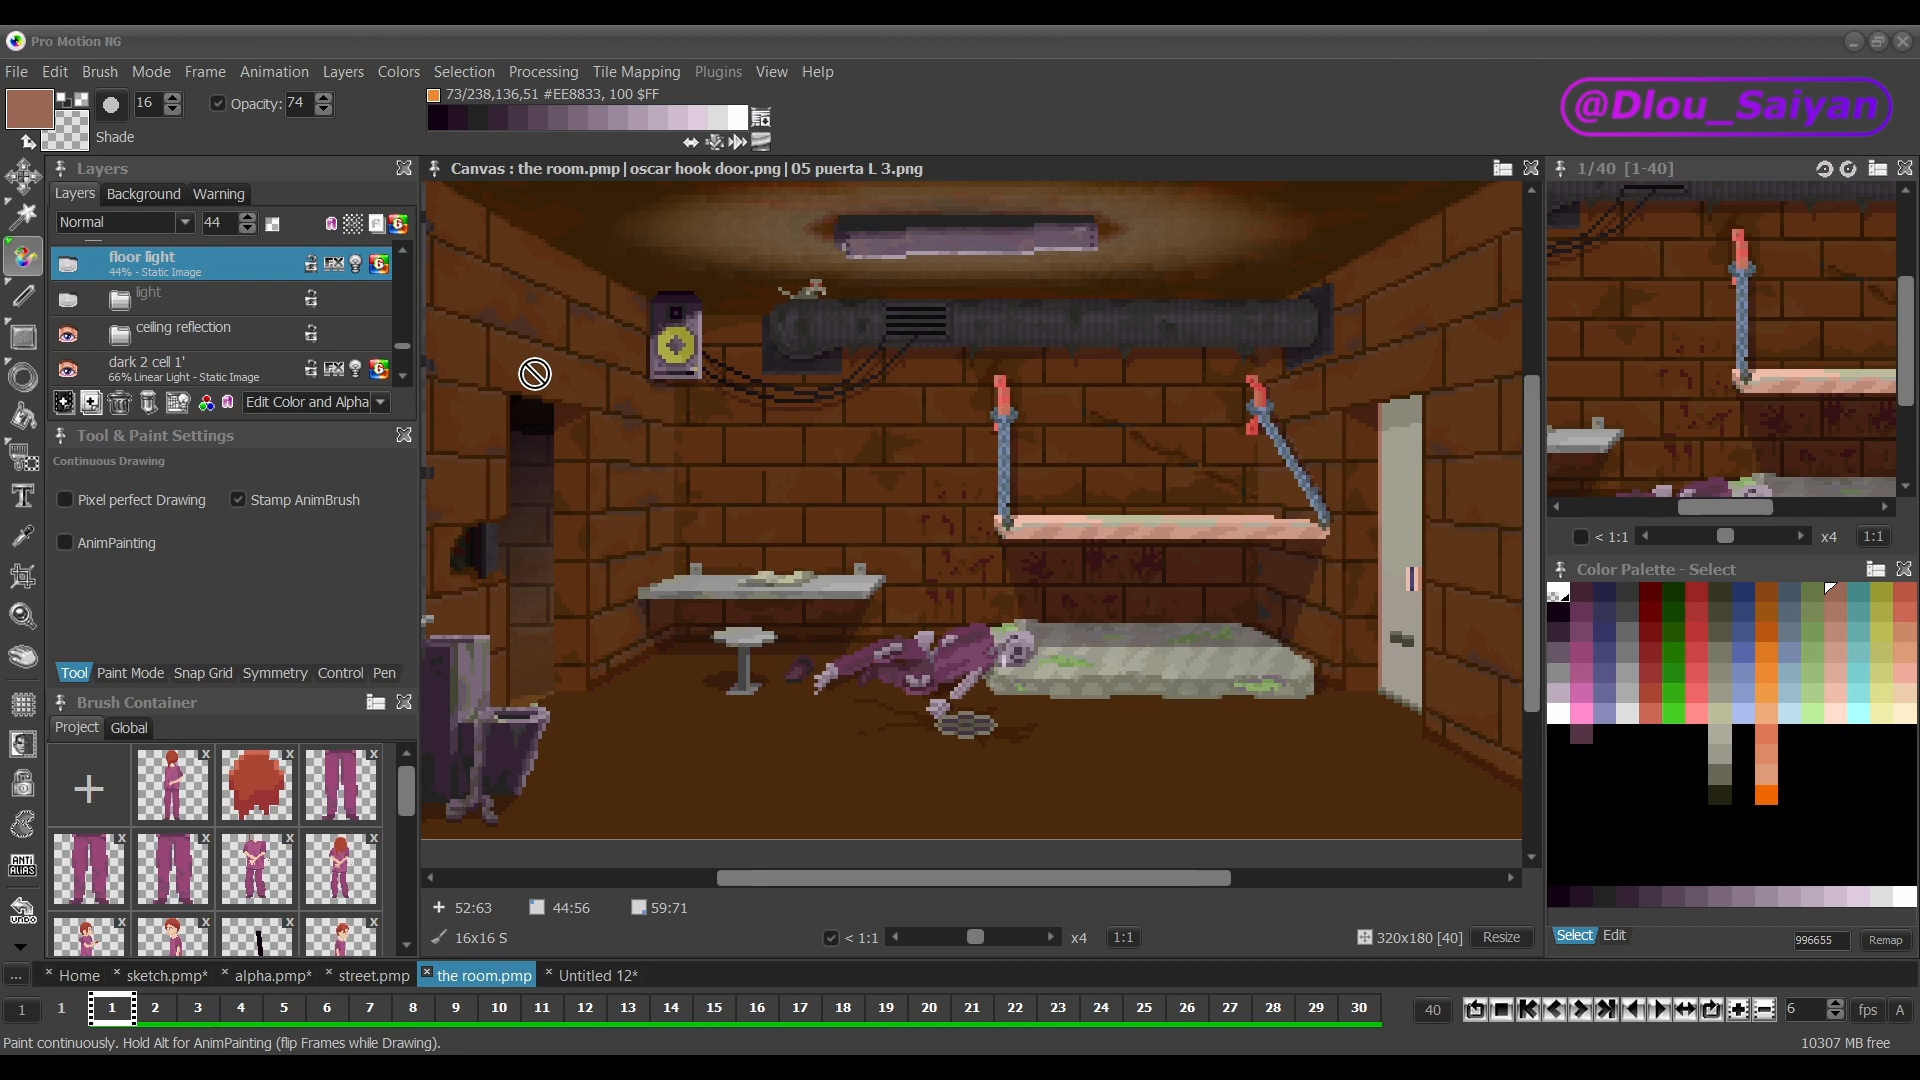 Pro Motion NG
File Edit Brush Mode Frame Animation Layers Colors Selection Processing Tile Mapping Plugins View Help
16 Opacity: 74
73/238,136,51 #EE8833, 100 $FF
Shade
@Dlou_Saiyan
Layers
Layers Background Warning
Normal 44
floor light
44% - Static Image
light
ceiling reflection
dark 2 cell 1'
66% Linear Light - Static Image
Edit Color and Alpha
Canvas : the room.pmp | oscar hook door.png | 05 puerta L 3.png
1/40 [1-40]
Tool & Paint Settings
Continuous Drawing
Pixel perfect Drawing Stamp AnimBrush
AnimPainting
Tool Paint Mode Snap Grid Symmetry Control Pen
Brush Container
Project Global
ANTI
ALIAS
UNDO
< 1:1 x4 1:1
Color Palette - Select
Select Edit 996655 Remap
52:63 44:56 59:71
16x16 S < 1:1 x4 1:1 320x180 [40] Resize
... Home sketch.pmp* alpha.pmp* street.pmp the room.pmp Untitled 12*
1 1 1 2 3 4 5 6 7 8 9 10 11 12 13 14 15 16 17 18 19 20 21 22 23 24 25 26 27 28 29 30 40 6 fps A
Paint continuously. Hold Alt for AnimPainting (flip Frames while Drawing).
10307 MB free